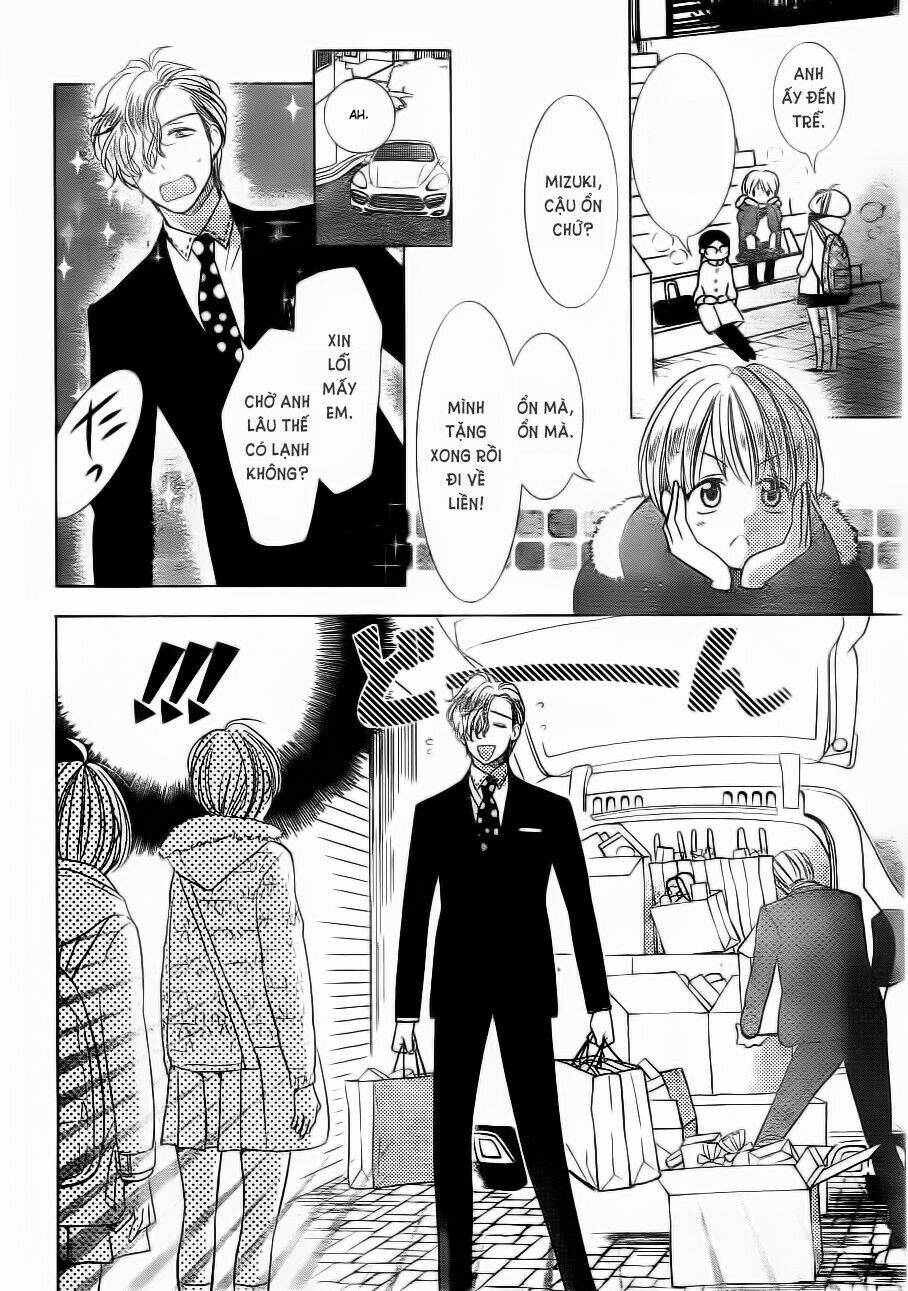 ANH
ẤY ĐẾN
TRỄ.
MIZUKI,
CẬU ỔN
CHỨ?
ỔN MÀ,
ỔN MÀ.
MÌNH
TẶNG
XONG RỒI
ĐI VỀ
LIỀN!
AH.
XIN
LỐI
MẤY
EM.
CHỜ ANH
LÂU THẾ
CÓ LẠNH
KHÔNG?
だっ
!!!
どーーん